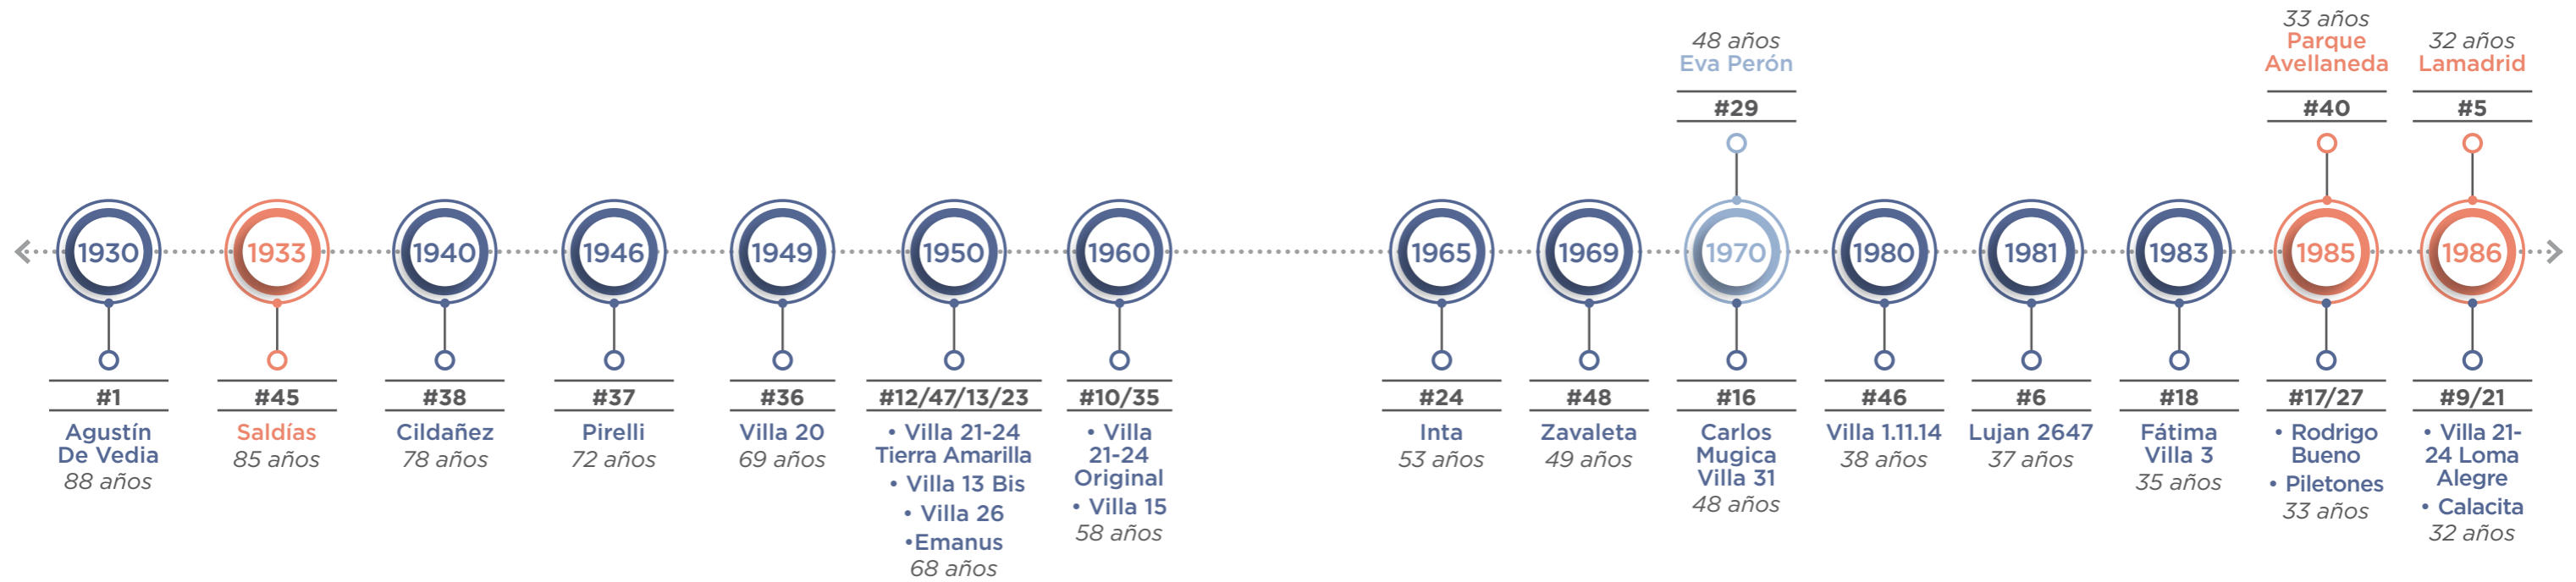 48 años
Eva Perón
#29
33 años
Parque
Avellaneda
#40
32 años
Lamadrid
#5
1930
1933
1940
1946
1949
1950
1960
1965
1969
1970
1980
1981
1983
1985
1986
#1
Agustín
De Vedia
88 años
#45
Saldías
85 años
#38
Cildañez
78 años
#37
Pirelli
72 años
#36
Villa 20
69 años
#12/47/13/23
• Villa 21-24
Tierra Amarilla
• Villa 13 Bis
• Villa 26
•Emanus
68 años
#10/35
• Villa
21-24
Original
• Villa 15
58 años
#24
Inta
53 años
#48
Zavaleta
49 años
#16
Carlos
Mugica
Villa 31
48 años
#46
Villa 1.11.14
38 años
#6
Lujan 2647
37 años
#18
Fátima
Villa 3
35 años
#17/27
• Rodrigo
Bueno
• Piletones
33 años
#9/21
• Villa 21-
24 Loma
Alegre
• Calacita
32 años